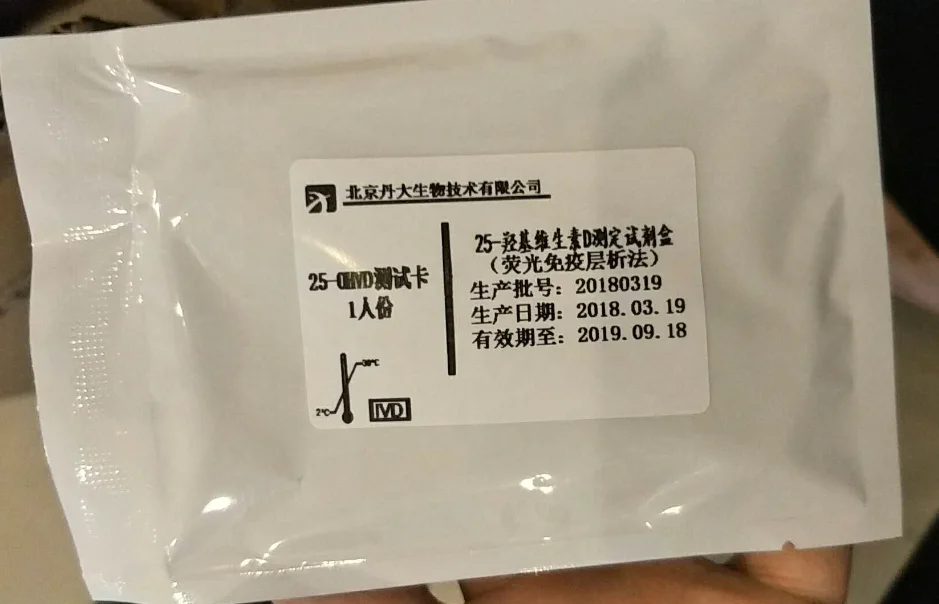 北京丹大生物技术有限公司
25-OHVD测试卡
1人份
25-羟基维生素D测定试剂盒
（荧光免疫层析法）
生产批号：20180319
生产日期：2018.03.19
有效期至：2019.09.18
30℃
2℃
IVD